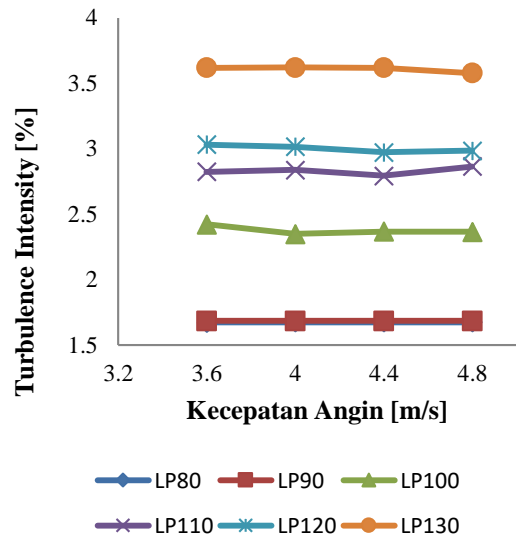 Turbulence Intensity [%]
4
3.5
3
2.5
2
1.5
3.2 3.6 4 4.4 4.8
Kecepatan Angin [m/s]
LP80 LP90 LP100
LP110 LP120 LP130